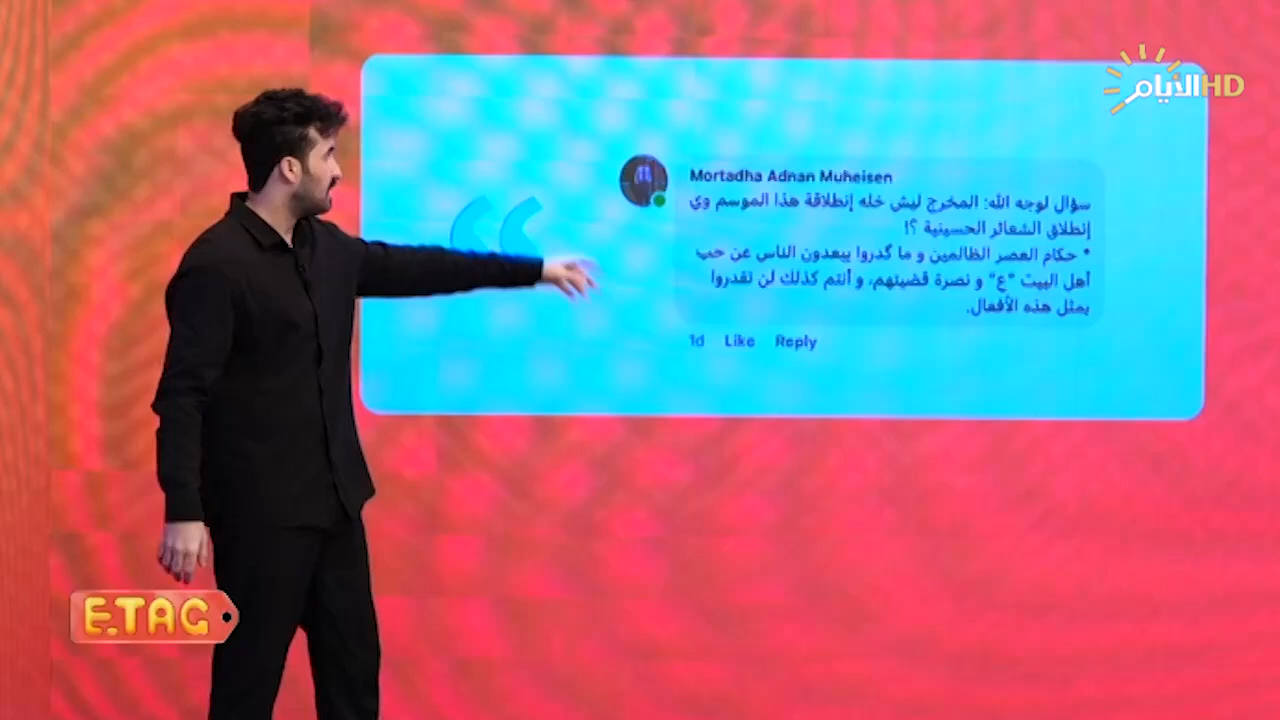 الأيام HD
Mortadha Adnan Muheisen
سؤال لوجه الله: المخرج ليش خله إنطلاقة هذا الموسم وي
إنطلاق الشعائر الحسينية ؟!
* حكام العصر الظالمين و ما گدروا يبعدون الناس عن حب
أهل البيت "ع" و نصرة قضيتهم، و أنتم كذلك لن تقدروا
بمثل هذه الأفعال.
1d Like Reply
E.TAG